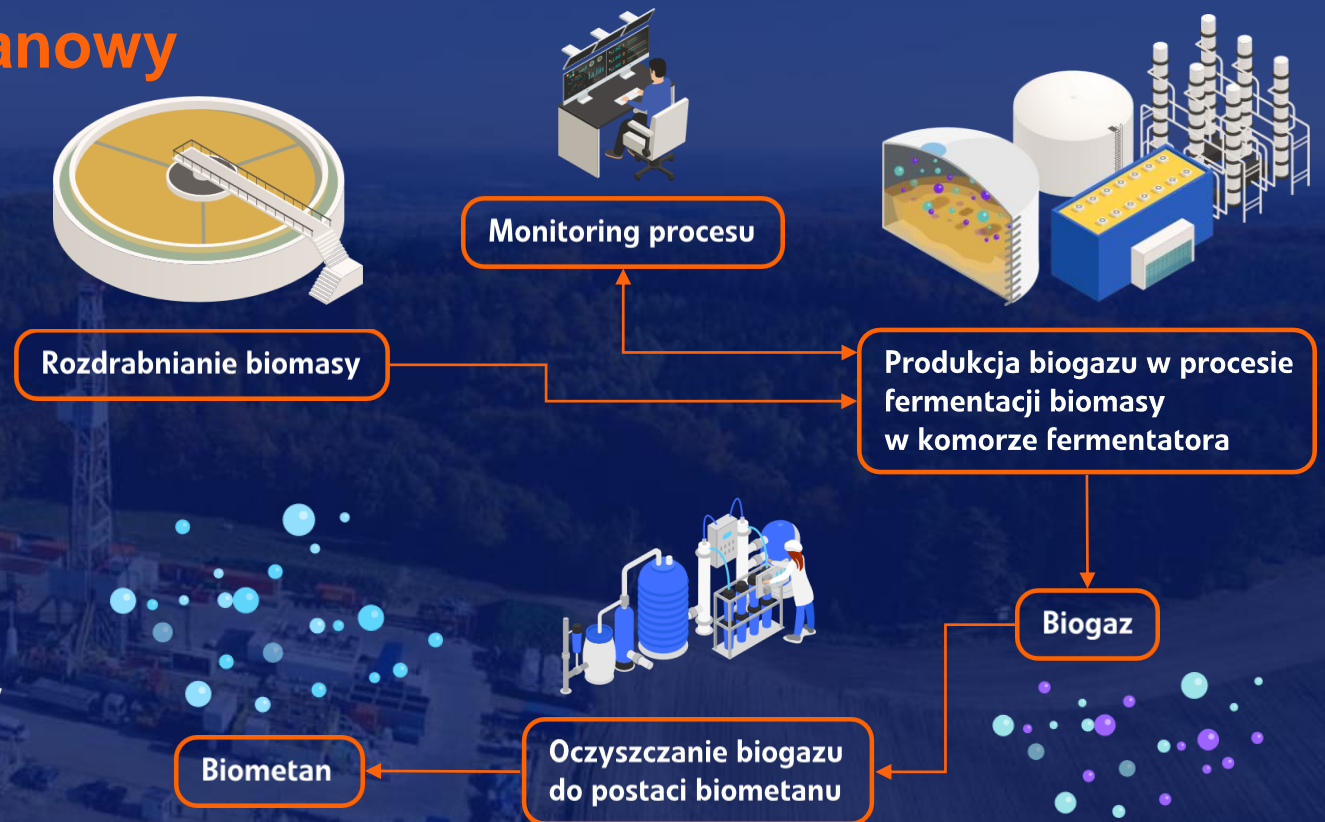 anowy
Monitoring procesu
Rozdrabnianie biomasy
Produkcja biogazu w procesie
fermentacji biomasy
w komorze fermentatora
Biogaz
Oczyszczanie biogazu
do postaci biometanu
Biometan